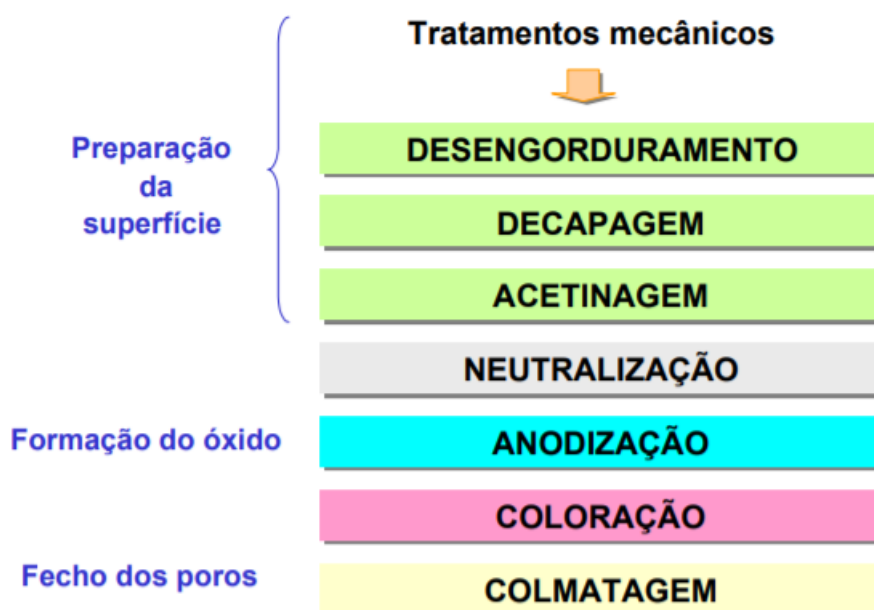 Tratamentos mecânicos
Preparação
da
superfície
DESENGORDURAMENTO
DECAPAGEM
ACETINAGEM
NEUTRALIZAÇÃO
Formação do óxido
ANODIZAÇÃO
COLORAÇÃO
Fecho dos poros
COLMATAGEM